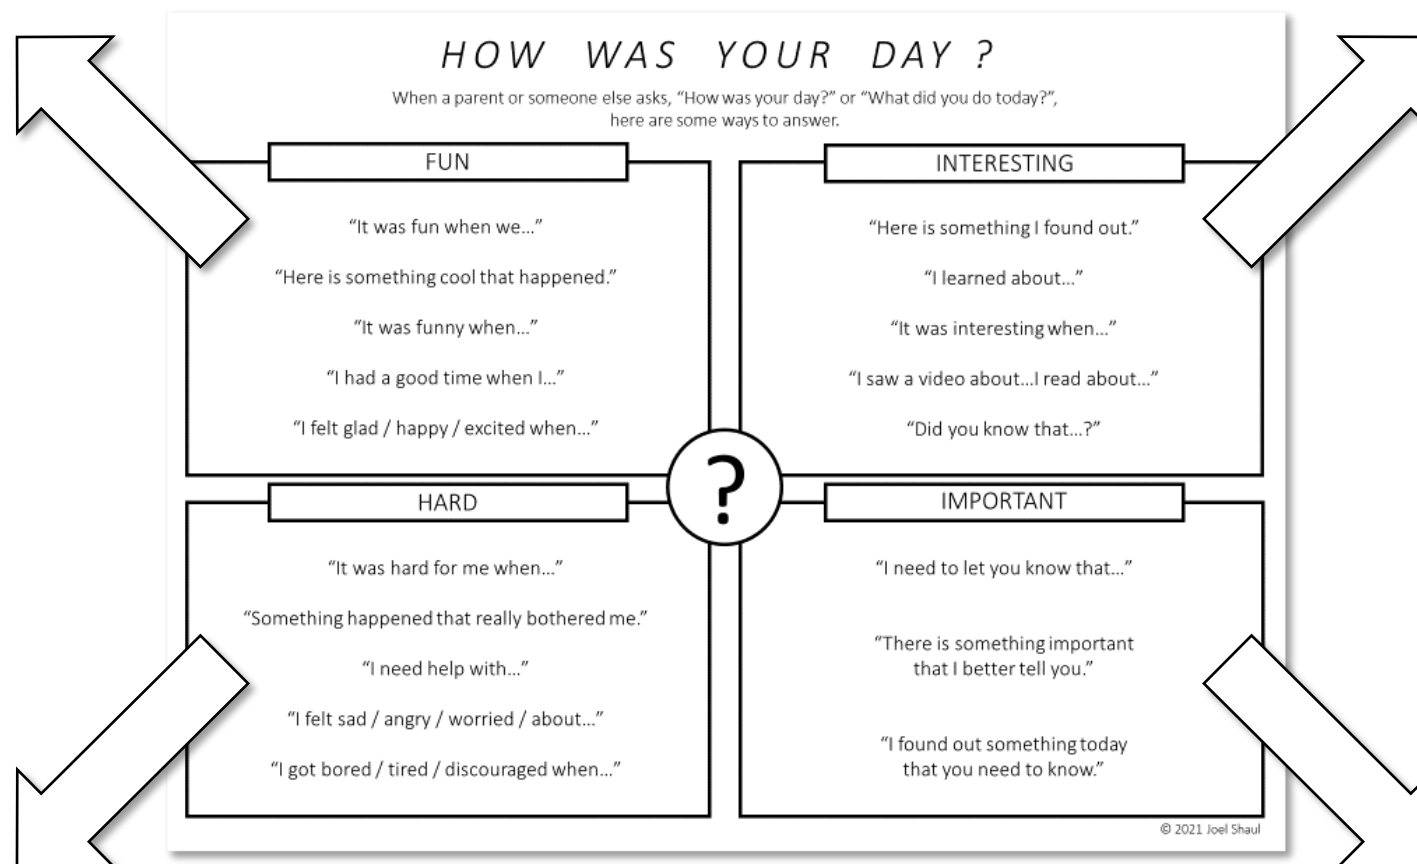 HOW WAS YOUR DAY ?
When a parent or someone else asks, “How was your day?” or “What did you do today?”,
here are some ways to answer.
FUN
“It was fun when we...”
“Here is something cool that happened.”
“It was funny when...”
“I had a good time when I...”
“I felt glad / happy / excited when...”
INTERESTING
“Here is something I found out.”
“I learned about...”
“It was interesting when...”
“I saw a video about...I read about...”
“Did you know that...?”
?
HARD
“It was hard for me when...”
“Something happened that really bothered me.”
“I need help with...”
“I felt sad / angry / worried / about...”
“I got bored / tired / discouraged when...”
IMPORTANT
“I need to let you know that...”
“There is something important
that I better tell you.”
“I found out something today
that you need to know.”
© 2021 Joel Shaul